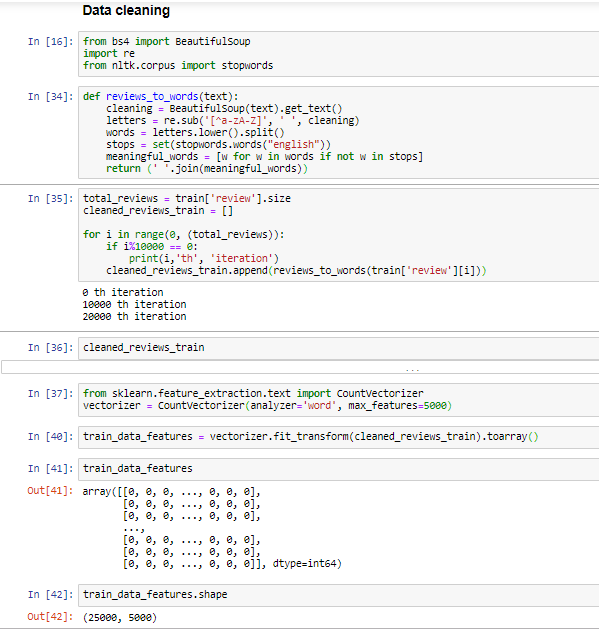 Data cleaning
In [16]: from bs4 import BeautifulSoup
import re
from nltk.corpus import stopwords
In [34]: def reviews_to_words(text):
    cleaning = BeautifulSoup(text).get_text()
    letters = re.sub('[^a-zA-Z]', ' ', cleaning)
    words = letters.lower().split()
    stops = set(stopwords.words("english"))
    meaningful_words = [w for w in words if not w in stops]
    return (' '.join(meaningful_words))
In [35]: total_reviews = train['review'].size
cleaned_reviews_train = []
for i in range(0, (total_reviews)):
    if i%10000 == 0:
        print(i,'th', 'iteration')
    cleaned_reviews_train.append(reviews_to_words(train['review'][i]))
0 th iteration
10000 th iteration
20000 th iteration
In [36]: cleaned_reviews_train
...
In [37]: from sklearn.feature_extraction.text import CountVectorizer
vectorizer = CountVectorizer(analyzer='word', max_features=5000)
In [40]: train_data_features = vectorizer.fit_transform(cleaned_reviews_train).toarray()
In [41]: train_data_features
Out[41]: array([[0, 0, 0, ..., 0, 0, 0],
       [0, 0, 0, ..., 0, 0, 0],
       [0, 0, 0, ..., 0, 0, 0],
       ...,
       [0, 0, 0, ..., 0, 0, 0],
       [0, 0, 0, ..., 0, 0, 0],
       [0, 0, 0, ..., 0, 0, 0]], dtype=int64)
In [42]: train_data_features.shape
Out[42]: (25000, 5000)